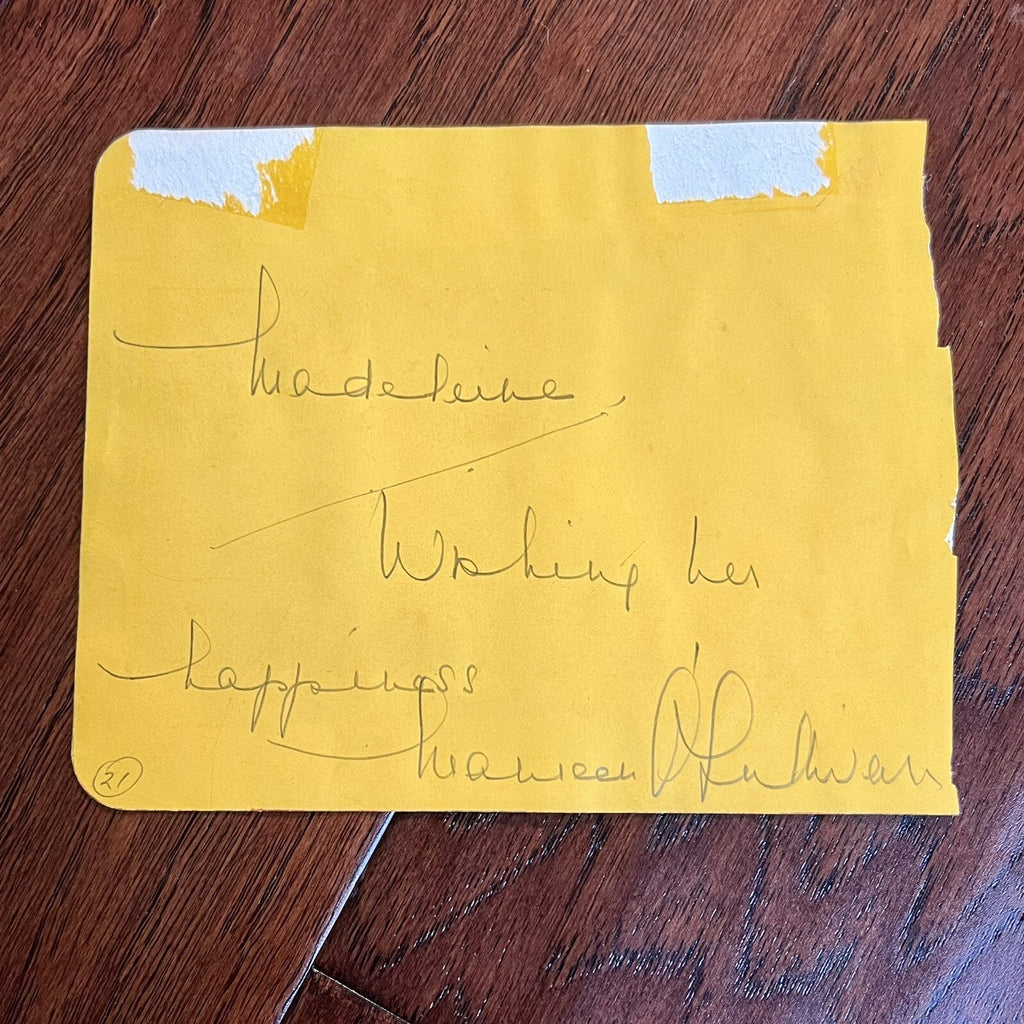 Madeleine,
Wishing her
happiness
Maureen O'Sullivan
21